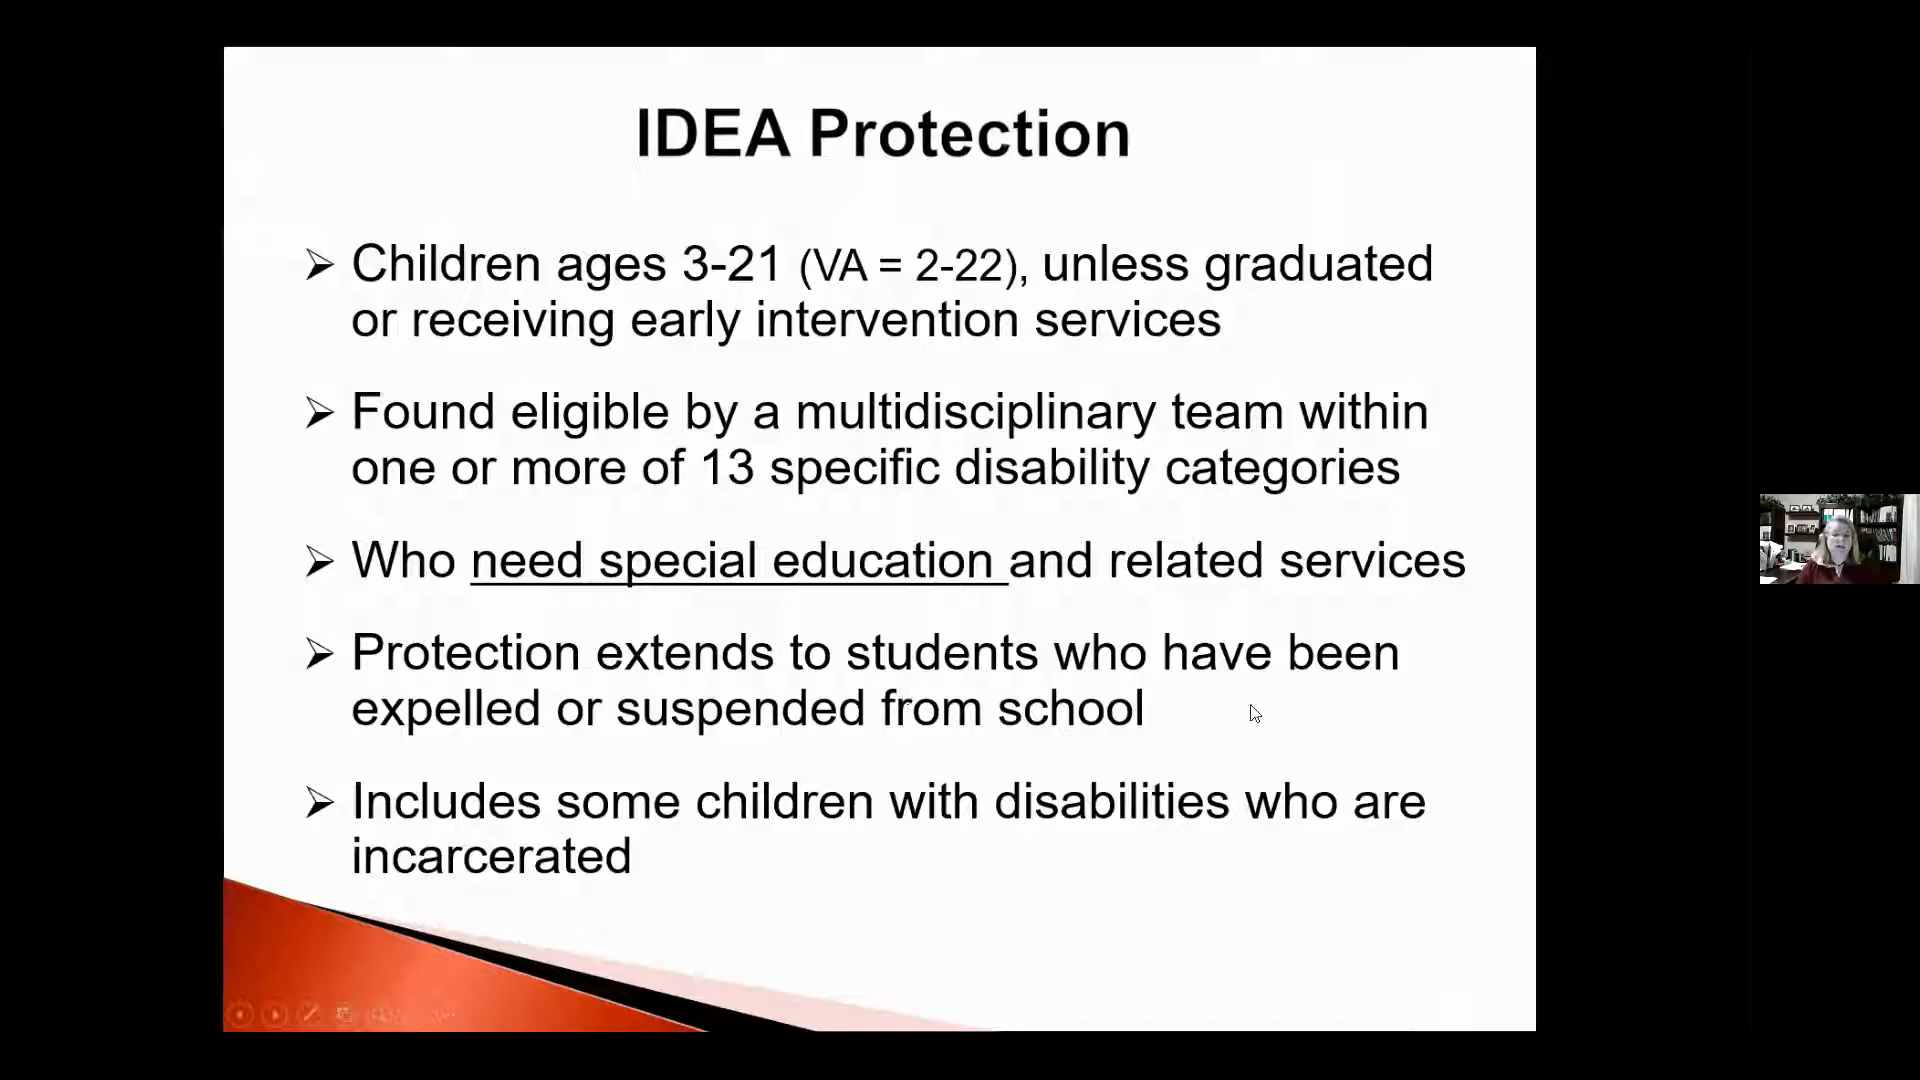 IDEA Protection
➢ Children ages 3-21 (VA = 2-22), unless graduated
or receiving early intervention services
➢ Found eligible by a multidisciplinary team within
one or more of 13 specific disability categories
➢ Who need special education and related services
➢ Protection extends to students who have been
expelled or suspended from school
➢ Includes some children with disabilities who are
incarcerated